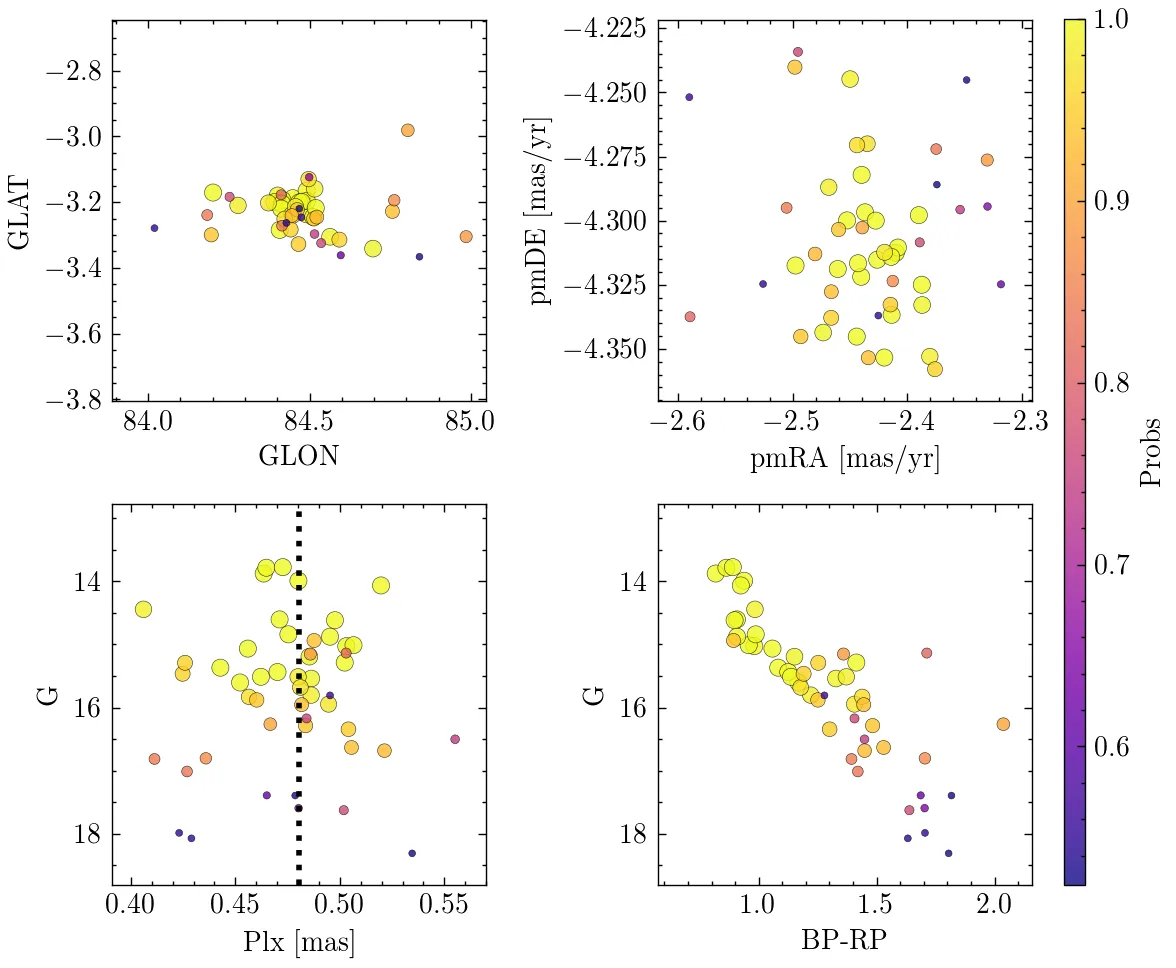 −2.8
−3.0
−3.2
−3.4
−3.6
−3.8
GLAT
84.0 84.5 85.0
GLON
−4.225
−4.250
−4.275
−4.300
−4.325
−4.350
pmDE [mas/yr]
−2.6 −2.5 −2.4 −2.3
pmRA [mas/yr]
14
16
18
G
0.40 0.45 0.50 0.55
Plx [mas]
14
16
18
G
1.0 1.5 2.0
BP-RP
1.0
0.9
0.8
0.7
0.6
Probs